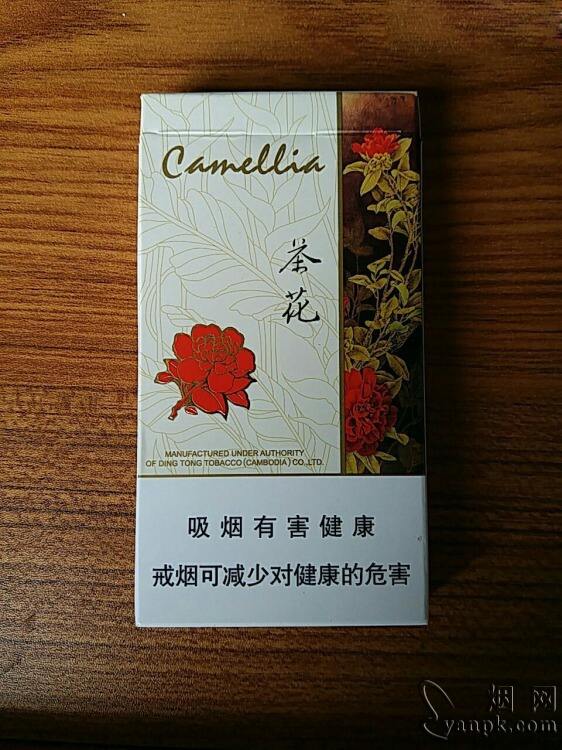 Camellia
茶花
MANUFACTURED UNDER AUTHORITY
OF DING TONG TOBACCO (CAMBODIA) CO.,LTD.
吸烟有害健康
戒烟可减少对健康的危害
烟网
yanpk.com